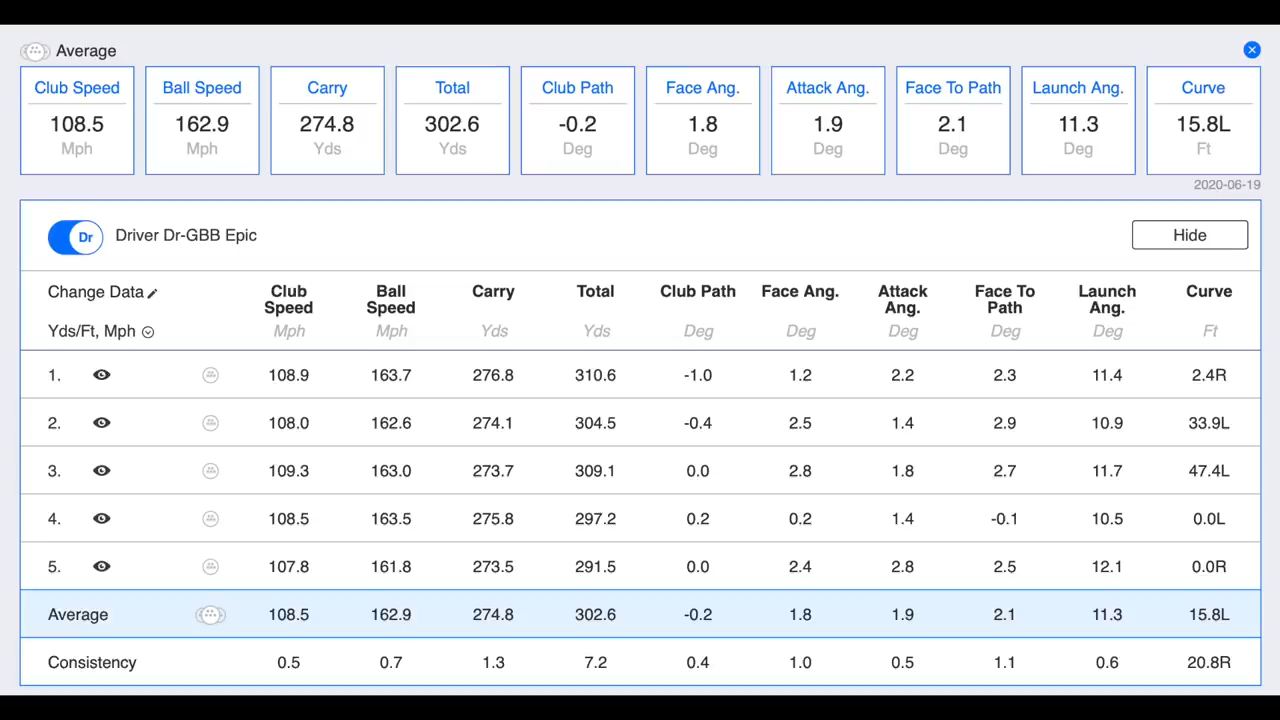 Average
Club Speed Ball Speed Carry Total Club Path Face Ang. Attack Ang. Face To Path Launch Ang. Curve
108.5 162.9 274.8 302.6 -0.2 1.8 1.9 2.1 11.3 15.8L
Mph Mph Yds Yds Deg Deg Deg Deg Deg Ft
2020-06-19
Dr Driver Dr-GBB Epic Hide
Change Data Club Speed Ball Speed Carry Total Club Path Face Ang. Attack Ang. Face To Path Launch Ang. Curve
Yds/Ft, Mph Mph Mph Yds Yds Deg Deg Deg Deg Deg Ft
1. 108.9 163.7 276.8 310.6 -1.0 1.2 2.2 2.3 11.4 2.4R
2. 108.0 162.6 274.1 304.5 -0.4 2.5 1.4 2.9 10.9 33.9L
3. 109.3 163.0 273.7 309.1 0.0 2.8 1.8 2.7 11.7 47.4L
4. 108.5 163.5 275.8 297.2 0.2 0.2 1.4 -0.1 10.5 0.0L
5. 107.8 161.8 273.5 291.5 0.0 2.4 2.8 2.5 12.1 0.0R
Average 108.5 162.9 274.8 302.6 -0.2 1.8 1.9 2.1 11.3 15.8L
Consistency 0.5 0.7 1.3 7.2 0.4 1.0 0.5 1.1 0.6 20.8R